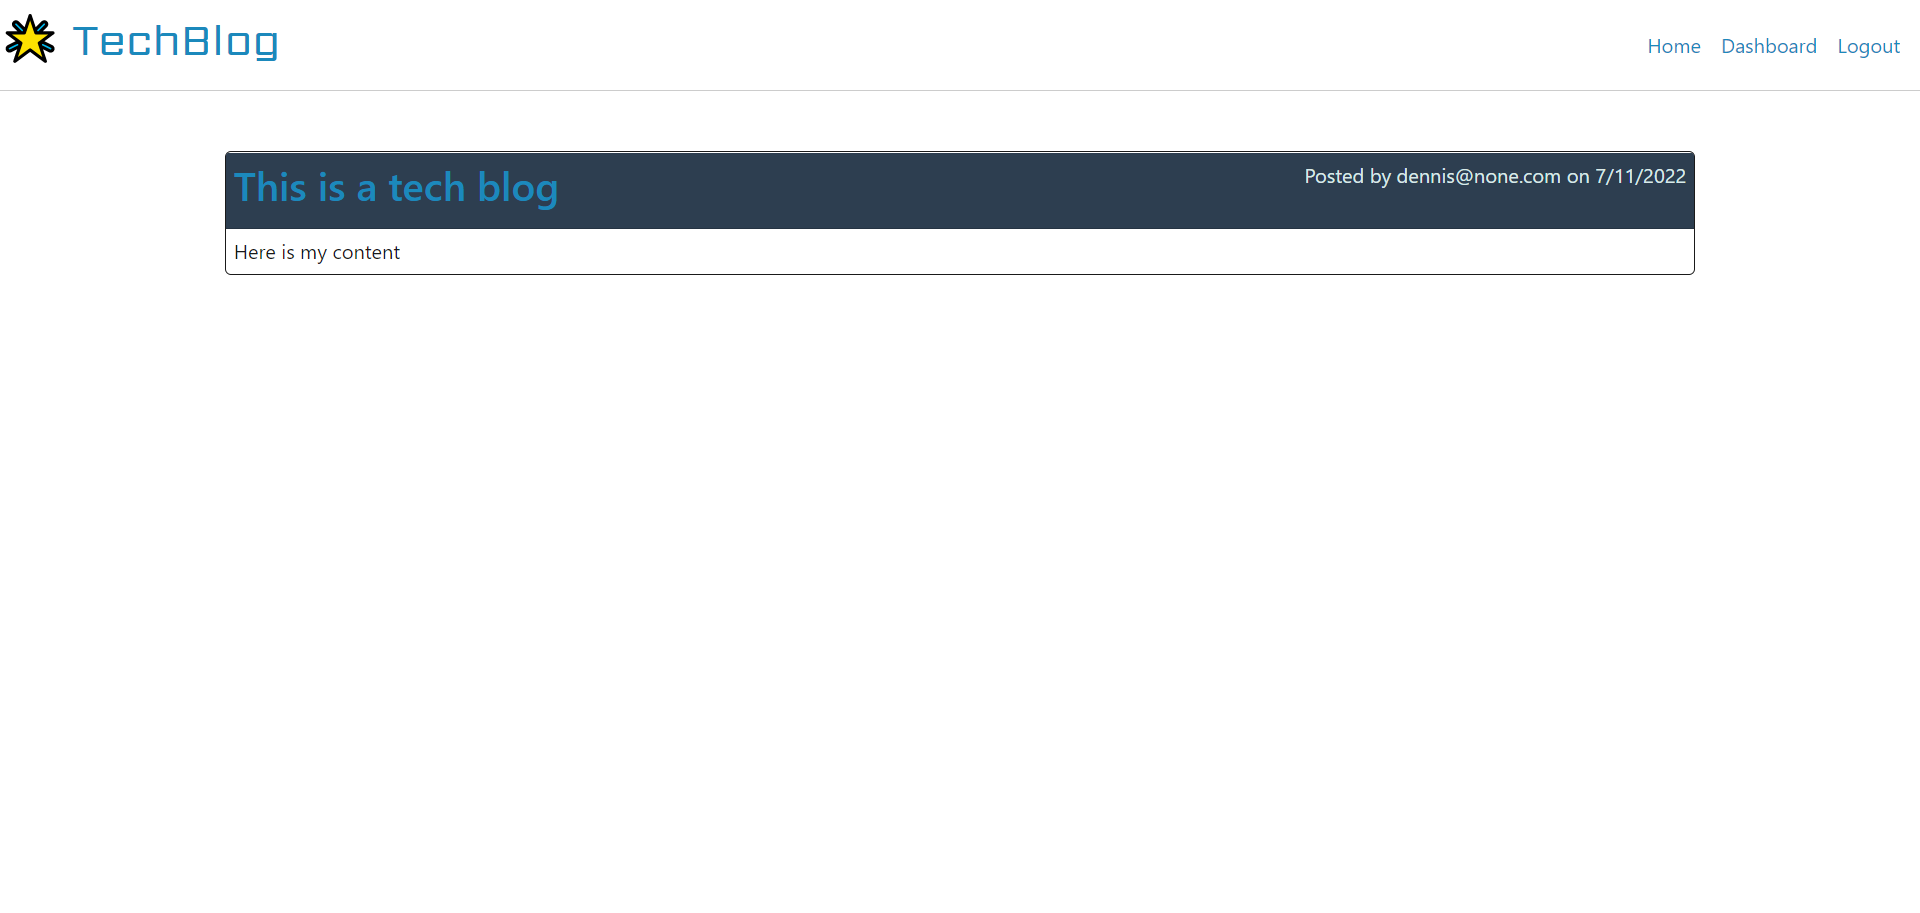 TechBlog
Home Dashboard Logout
This is a tech blog
Posted by dennis@none.com on 7/11/2022
Here is my content